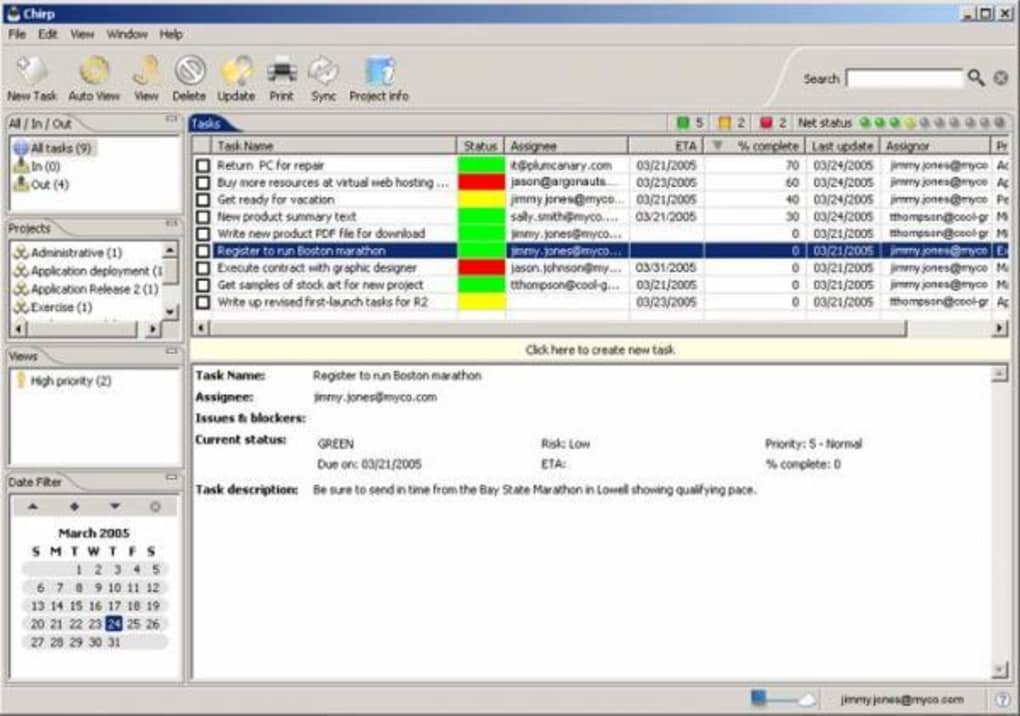 Chirp
File Edit View Window Help
New Task Auto View View Delete Update Print Sync Project info Search
All / In / Out
All tasks (9)
In (0)
Out (4)
Projects
Administrative (1)
Application deployment (1
Application Release 2 (1)
Exercise (1)
Views
High priority (2)
Date Filter
March 2005
S M T W T F S
1 2 3 4 5
6 7 8 9 10 11 12
13 14 15 16 17 18 19
20 21 22 23 24 25 26
27 28 29 30 31
Tasks 5 2 2 Net status
Task Name Status Assignee ETA % complete Last update Assignor Pr
Return PC for repair it@plumcanary.com 03/21/2005 70 03/24/2005 jimmy.jones@myco Ac
Buy more resources at virtual web hosting ... jason@argonauts.... 03/23/2005 60 03/24/2005 jimmy.jones@myco Ap
Get ready for vacation jimmy.jones@myco... 03/21/2005 40 03/24/2005 jimmy.jones@myco Pe
New product summary text sally.smith@myco.... 03/21/2005 30 03/24/2005 tthompson@cool-gr
Write new product PDF file for download jimmy.jones@myco... 0 03/21/2005 jimmy.jones@myco
Register to run Boston marathon jimmy.jones@myco... 0 03/21/2005 jimmy.jones@myco Ex
Execute contract with graphic designer jason.johnson@my... 03/31/2005 0 03/21/2005 jimmy.jones@myco Ma
Get samples of stock art for new project tthompson@cool-g... 03/21/2005 0 03/21/2005 jimmy.jones@myco Ma
Write up revised first-launch tasks for R2 03/23/2005 0 03/21/2005 tthompson@cool-gr Ap
Click here to create new task
Task Name: Register to run Boston marathon
Assignee: jimmy.jones@myco.com
Issues & blockers:
Current status: GREEN Risk: Low Priority: 5 - Normal
Due on: 03/21/2005 ETA: % complete: 0
Task description: Be sure to send in time from the Bay State Marathon in Lowell showing qualifying pace.
jimmy.jones@myco.com